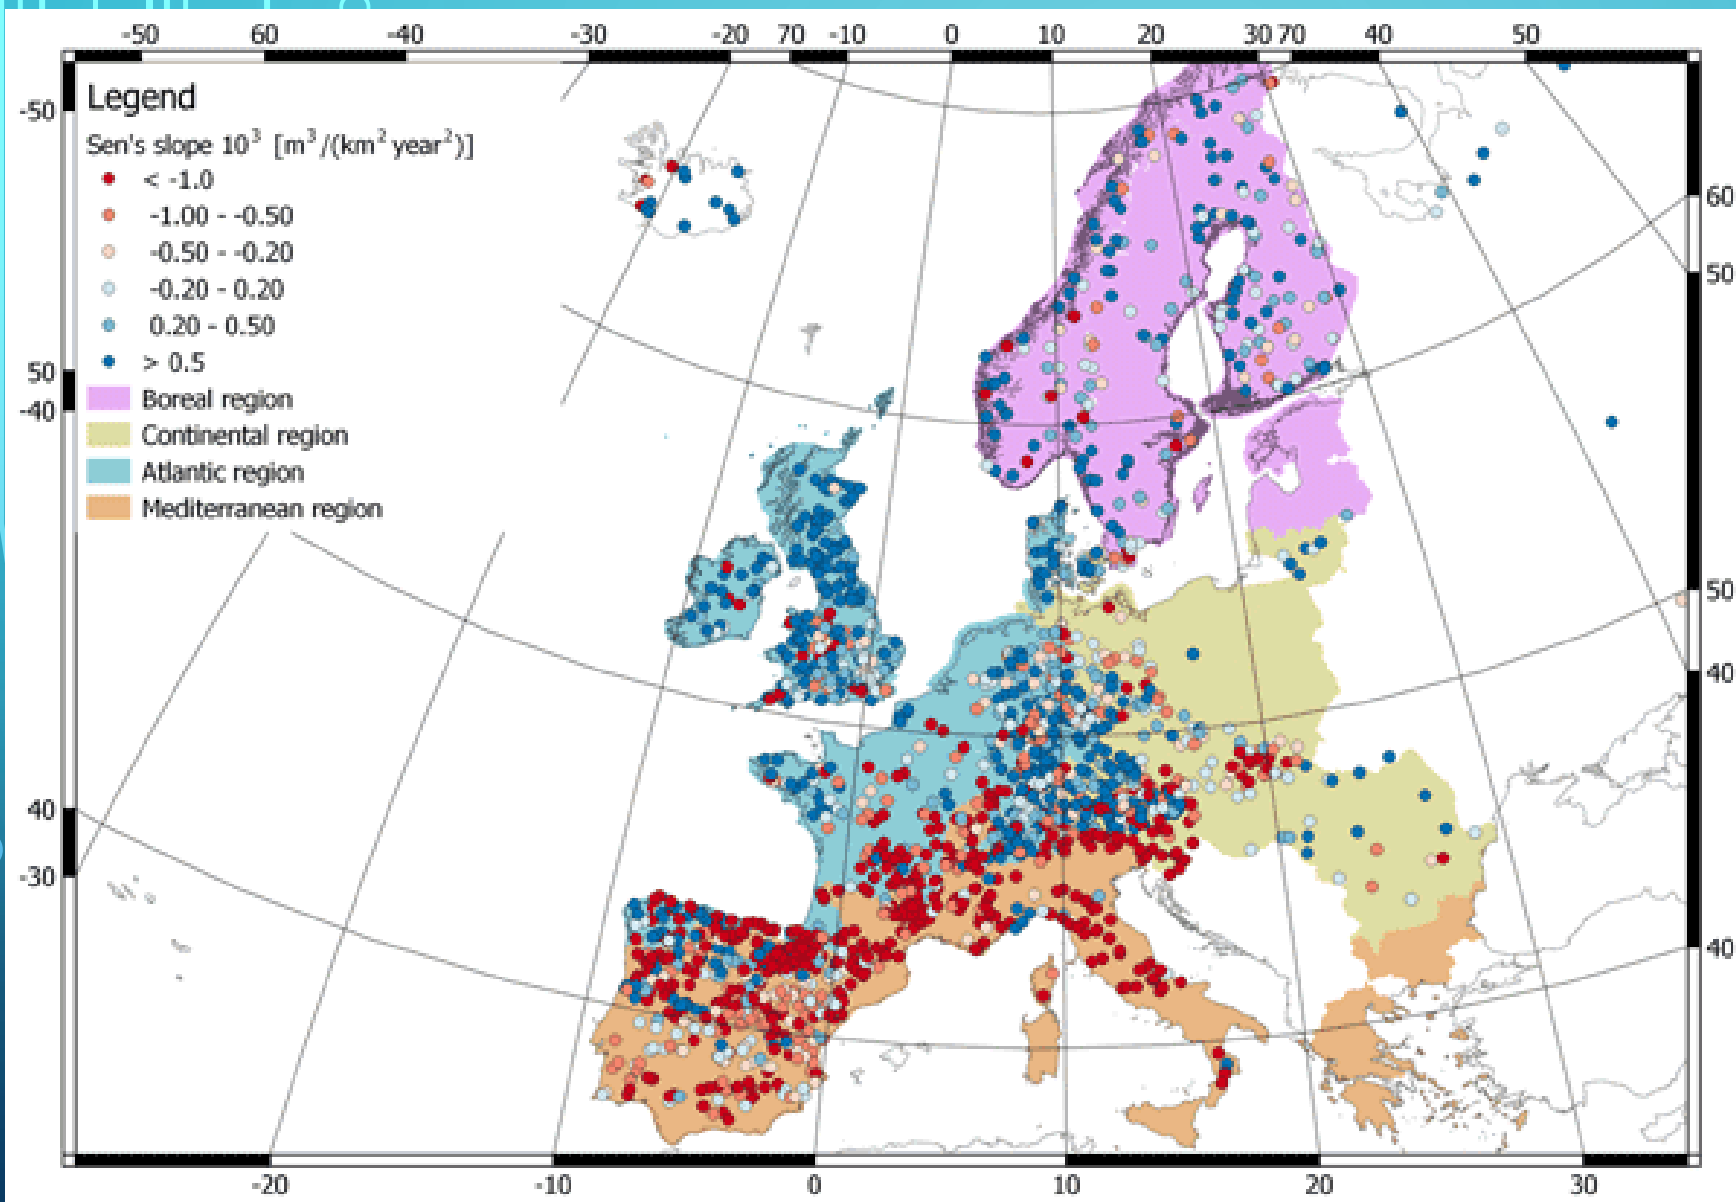 -50 60 -40 -30 -20 70 -10 0 10 20 30 70 40 50
Legend
-50
Sen's slope 10³ [m³/(km² year²)]
< -1.0
-1.00 - -0.50
60
-0.50 - -0.20
50
-0.20 - 0.20
0.20 - 0.50
> 0.5
50
Boreal region
-40
Continental region
Atlantic region
Mediterranean region
50
40
40
-30
40
-20 -10 0 10 20 30